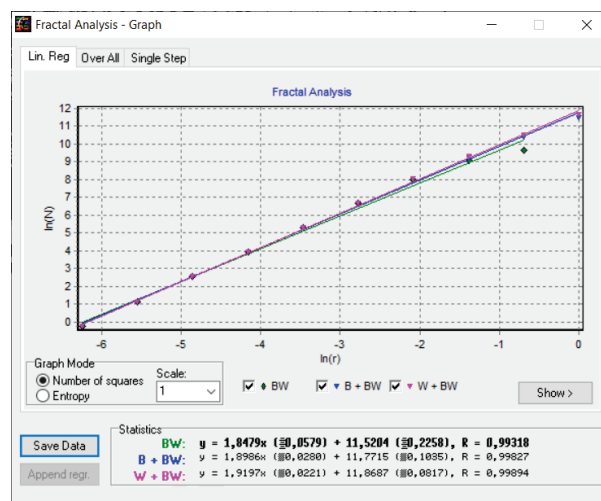 Fractal Analysis - Graph
Lin. Reg Over All Single Step
Fractal Analysis
12
11
10
9
8
7
6
5
4
3
2
1
0
ln(N)
-6 -5 -4 -3 -2 -1 0
ln(r)
Graph Mode
Number of squares
Entropy
Scale:
1
BW B + BW W + BW
Show >
Save Data
Append regr.
Statistics
BW: y = 1,8479x (≣0,0579) + 11,5204 (≣0,2258), R = 0,99318
B + BW: y = 1,8986x (≣0,0280) + 11,7715 (≣0,1035), R = 0,99827
W + BW: y = 1,9197x (≣0,0221) + 11,8687 (≣0,0817), R = 0,99894